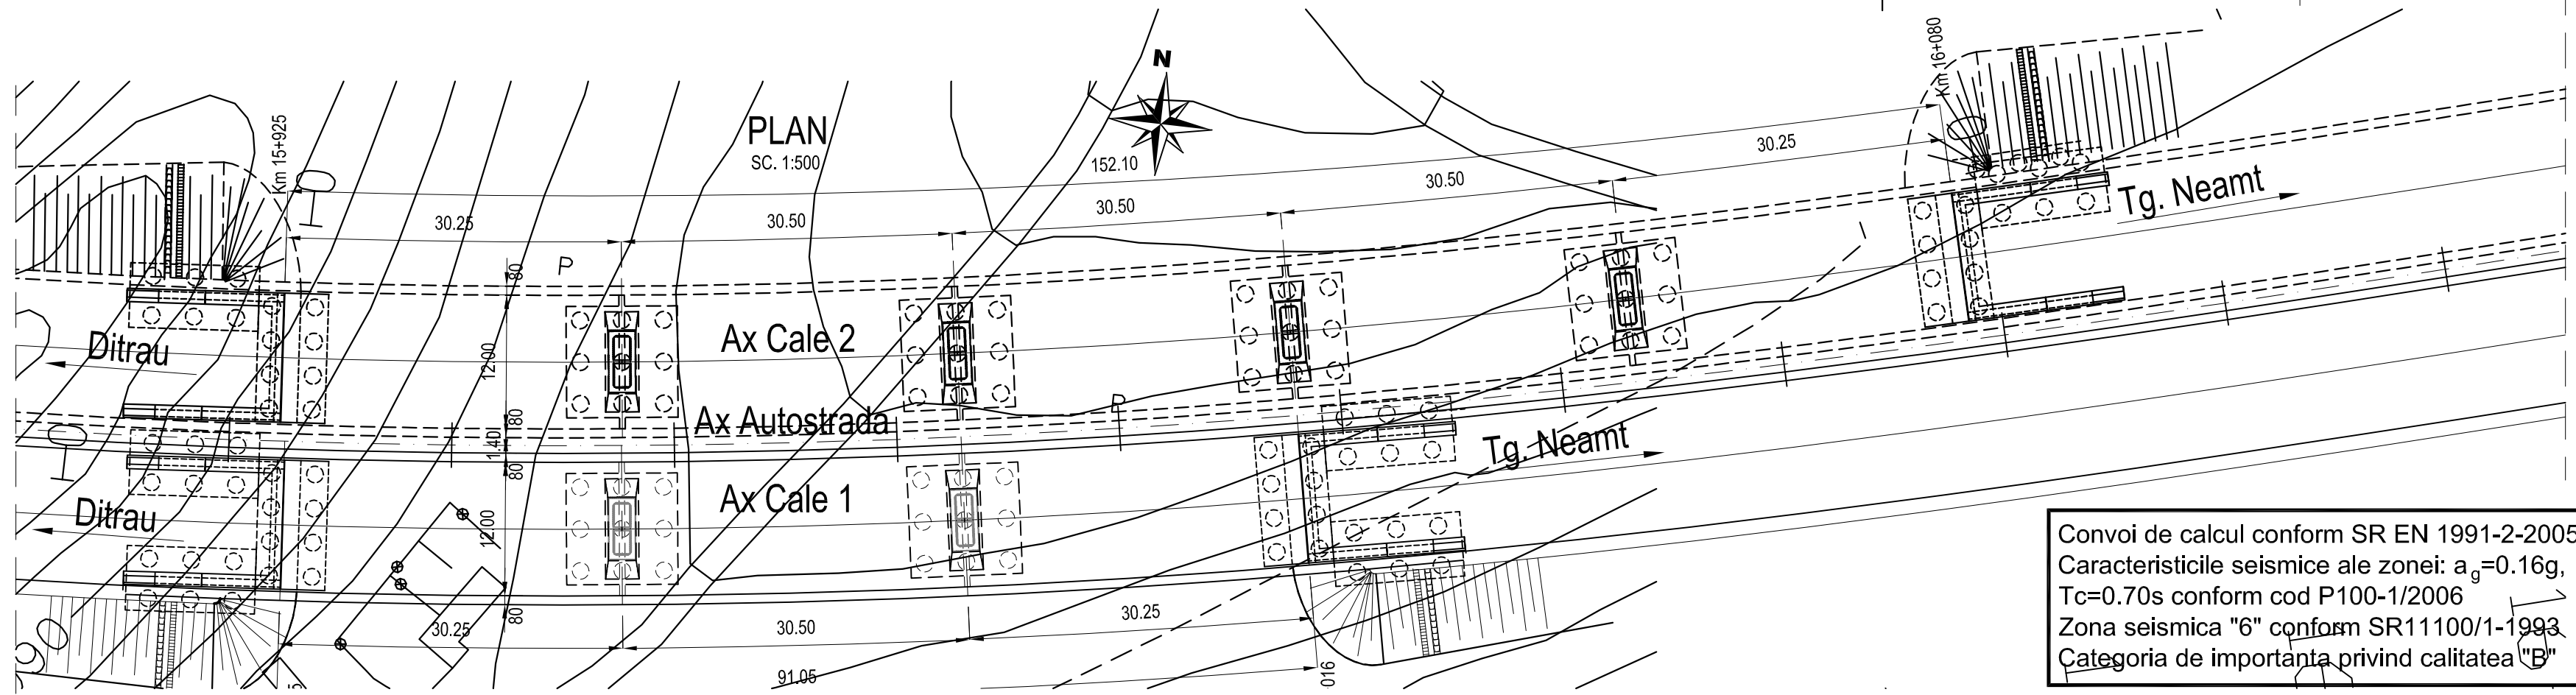 Km 15+925
PLAN
SC. 1:500
N
152.10
Km 16+080
30.25
30.50
30.50
30.50
30.25
Tg. Neamt
P
80
Ditrau
12.00
Ax Cale 2
80
P
Ax Autostrada
1.40
80
Tg. Neamt
Ditrau
12.00
Ax Cale 1
80
30.25
30.50
30.25
91.05
016
Convoi de calcul conform SR EN 1991-2-2005
Caracteristicile seismice ale zonei: ag=0.16g,
Tc=0.70s conform cod P100-1/2006
Zona seismica "6" conform SR11100/1-1993
Categoria de importanta privind calitatea "B"